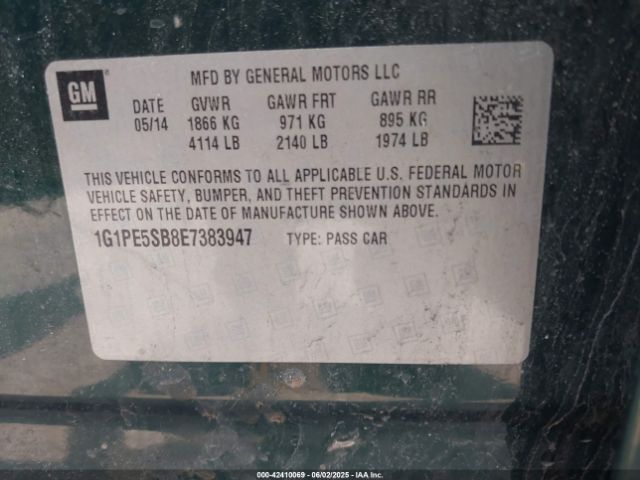 GM
MFD BY GENERAL MOTORS LLC
DATE GVWR GAWR FRT GAWR RR
05/14 1866 KG 971 KG 895 KG
4114 LB 2140 LB 1974 LB
THIS VEHICLE CONFORMS TO ALL APPLICABLE U.S. FEDERAL MOTOR
VEHICLE SAFETY, BUMPER, AND THEFT PREVENTION STANDARDS IN
EFFECT ON THE DATE OF MANUFACTURE SHOWN ABOVE.
1G1PE5SB8E7383947 TYPE: PASS CAR
000-42410069 - 06/02/2025 - IAAI.com